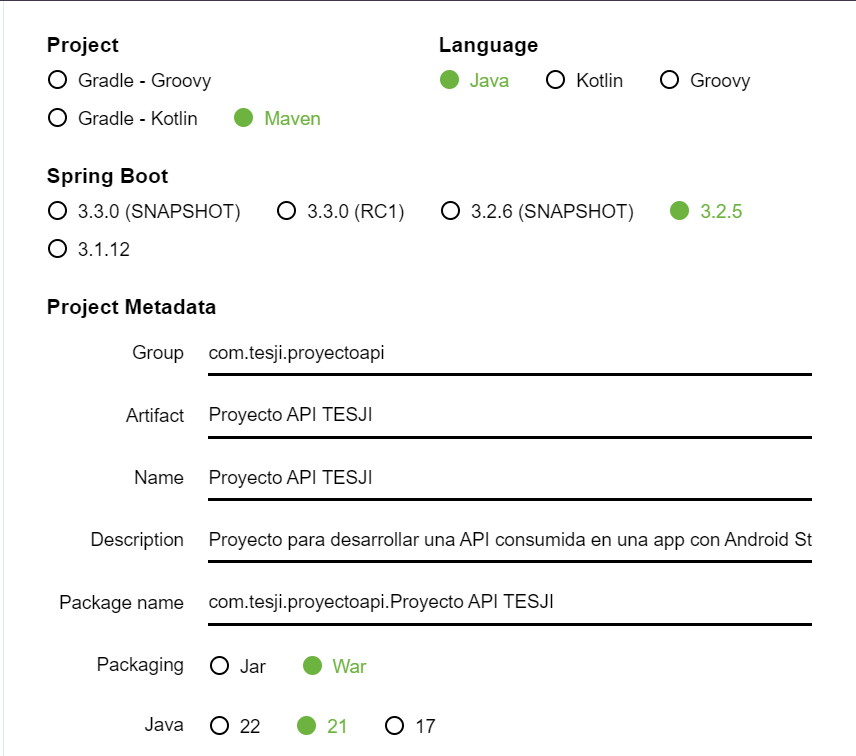 Project
Gradle - Groovy
Gradle - Kotlin Maven
Language
Java Kotlin Groovy
Spring Boot
3.3.0 (SNAPSHOT) 3.3.0 (RC1) 3.2.6 (SNAPSHOT) 3.2.5
3.1.12
Project Metadata
Group com.tesji.proyectoapi
Artifact Proyecto API TESJI
Name Proyecto API TESJI
Description Proyecto para desarrollar una API consumida en una app con Android St
Package name com.tesji.proyectoapi.Proyecto API TESJI
Packaging Jar War
Java 22 21 17